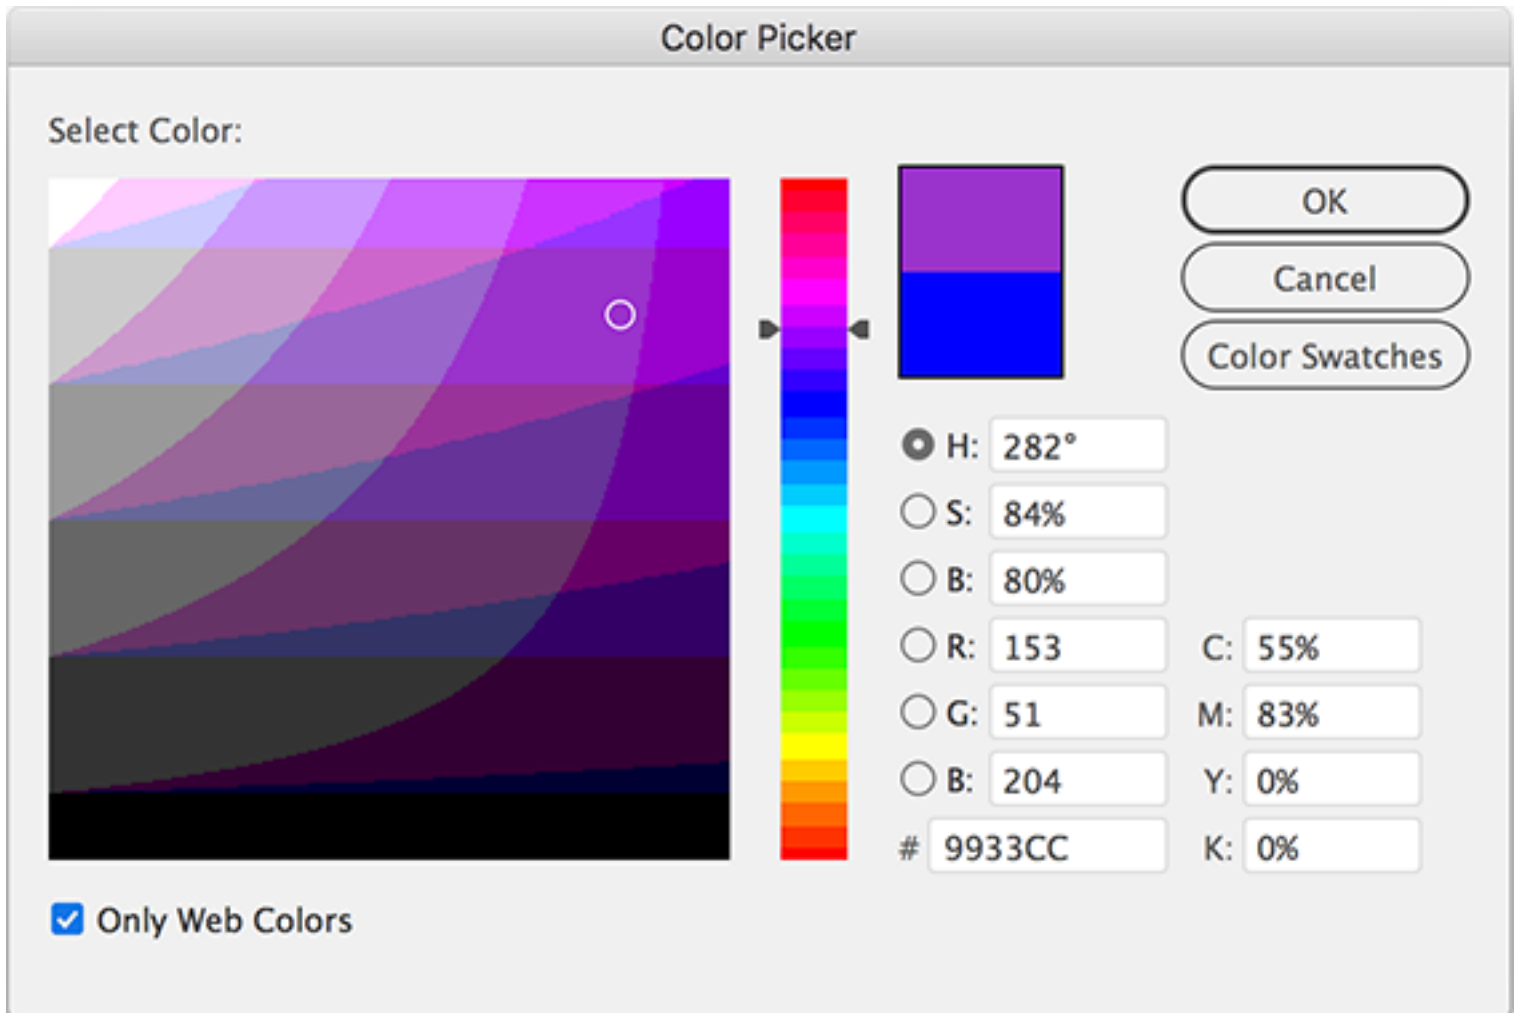 Color Picker
Select Color:
OK
Cancel
Color Swatches
H: 282°
S: 84%
B: 80%
R: 153
C: 55%
G: 51
M: 83%
B: 204
Y: 0%
# 9933CC
K: 0%
Only Web Colors